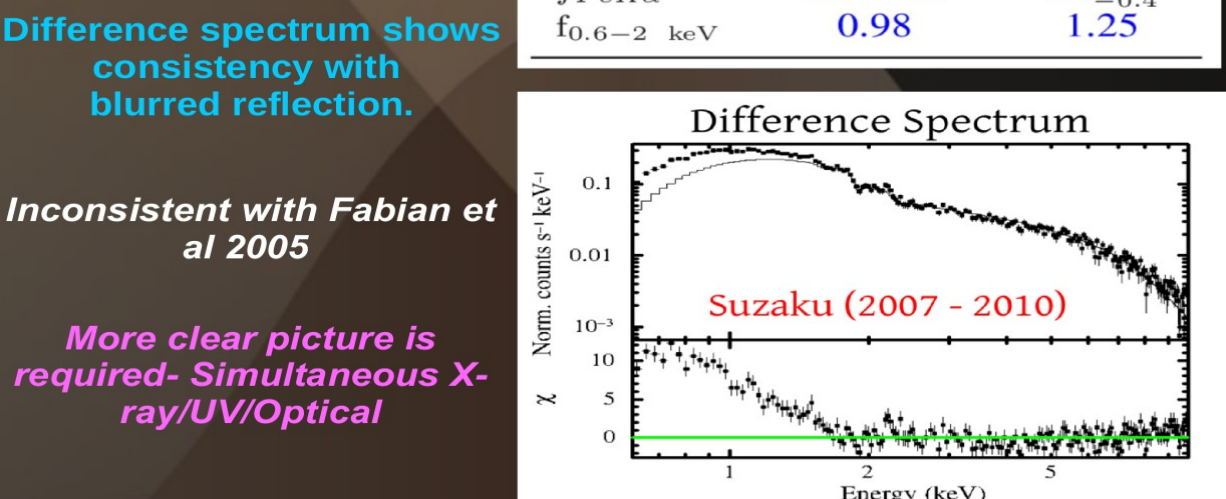 Difference spectrum shows
consistency with
blurred reflection.
Inconsistent with Fabian et
al 2005
More clear picture is
required- Simultaneous X-
ray/UV/Optical
−0.4
f0.6−2 keV 0.98 1.25
Difference Spectrum
Norm. counts s⁻¹ keV⁻¹
0.1
0.01
10⁻³
Suzaku (2007 - 2010)
χ
10
5
0
1 2 5
Energy (keV)